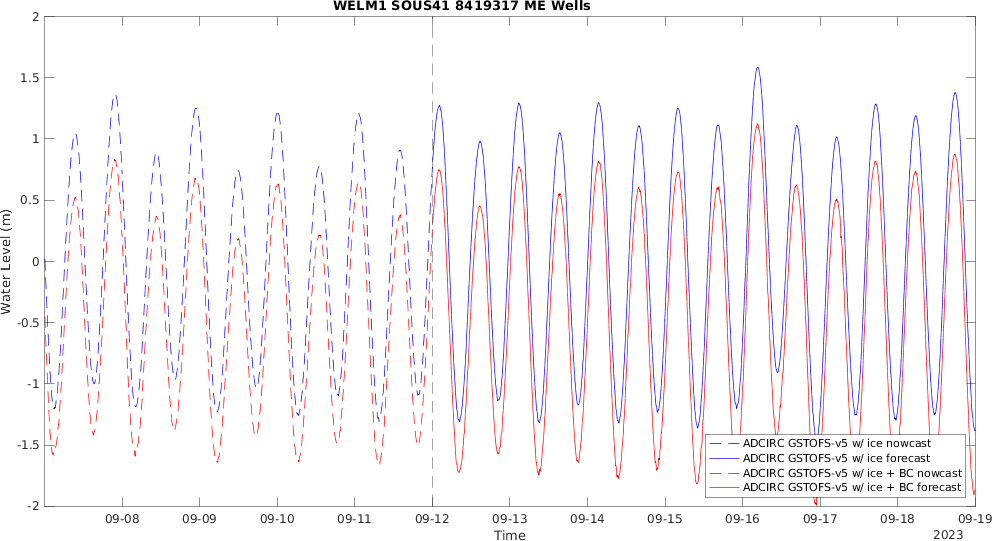 WELM1 SOUS41 8419317 ME Wells
2
1.5
1
0.5
0
-0.5
-1
-1.5
-2
Water Level (m)
ADCIRC GSTOFS-v5 w/ ice nowcast
ADCIRC GSTOFS-v5 w/ ice forecast
ADCIRC GSTOFS-v5 w/ ice + BC nowcast
ADCIRC GSTOFS-v5 w/ ice + BC forecast
09-08 09-09 09-10 09-11 09-12 09-13 09-14 09-15 09-16 09-17 09-18 09-19
Time
2023